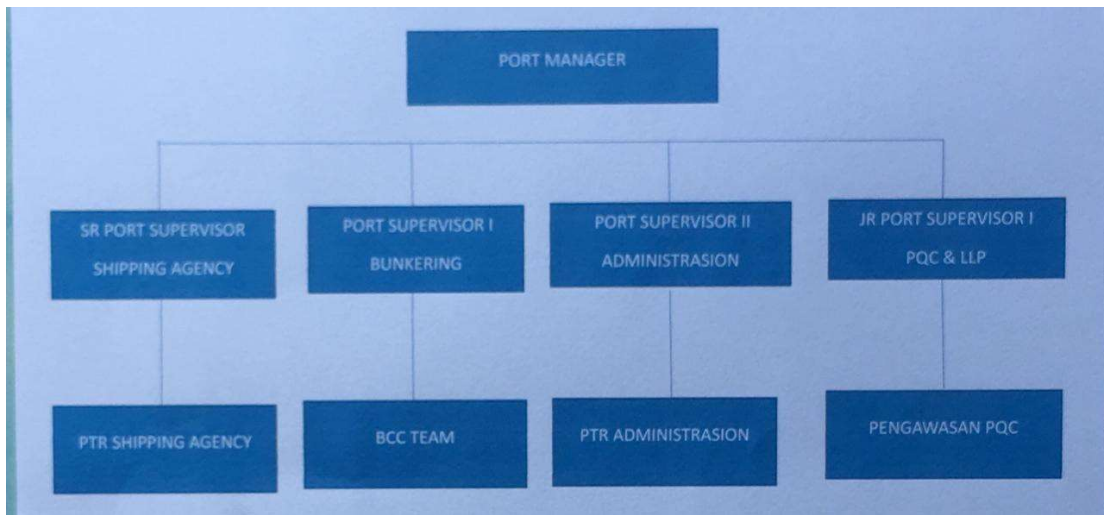 PORT MANAGER
SR PORT SUPERVISOR
SHIPPING AGENCY
PORT SUPERVISOR I
BUNKERING
PORT SUPERVISOR II
ADMINISTRASION
JR PORT SUPERVISOR I
PQC & LLP
PTR SHIPPING AGENCY
BCC TEAM
PTR ADMINISTRASION
PENGAWASAN PQC